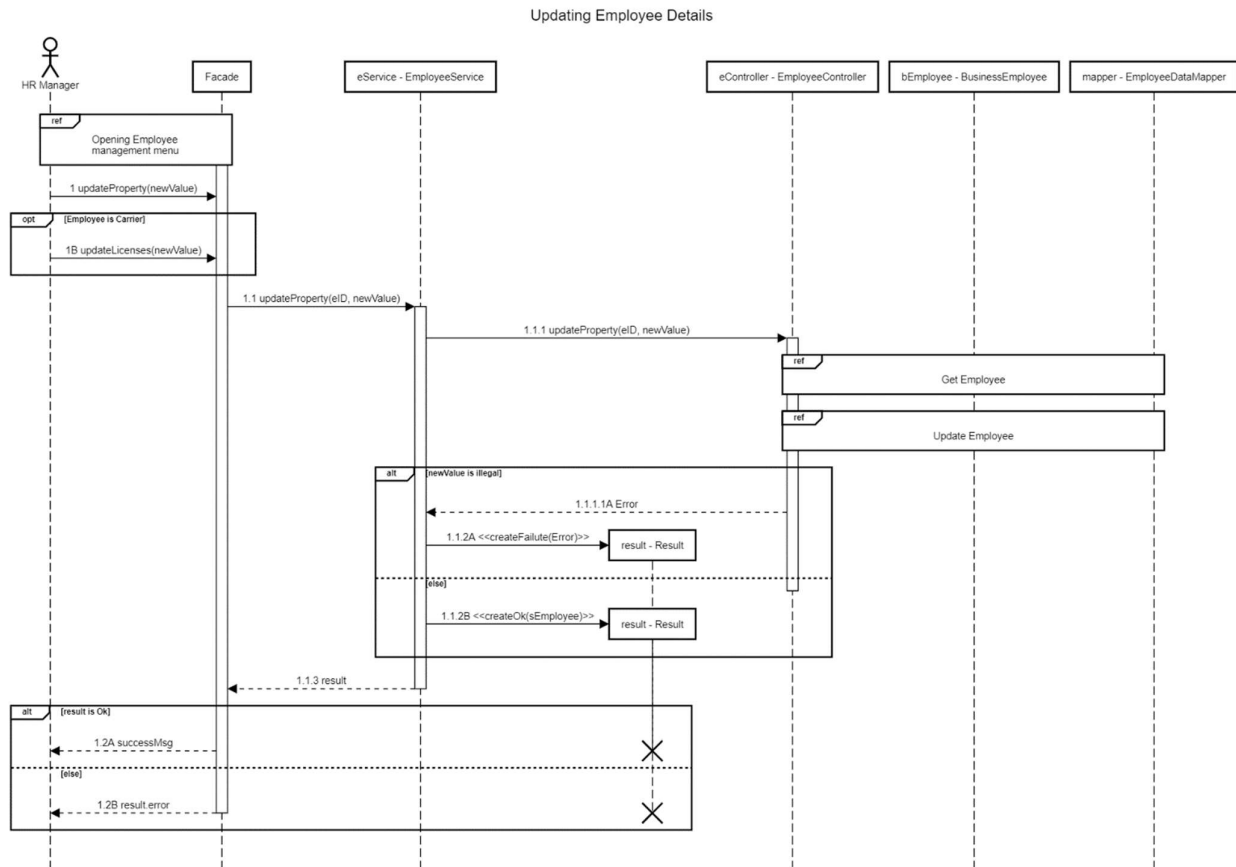 Updating Employee Details
HR Manager
Facade
eService - EmployeeService
eController - EmployeeController
bEmployee - BusinessEmployee
mapper - EmployeeDataMapper
ref
Opening Employee
management menu
1 updateProperty(newValue)
opt
[Employee is Carrier]
1B updateLicenses(newValue)
1.1 updateProperty(eID, newValue)
1.1.1 updateProperty(eID, newValue)
ref
Get Employee
ref
Update Employee
alt
[newValue is illegal]
1.1.1.1A Error
1.1.2A <<createFailute(Error)>>
result - Result
[else]
1.1.2B <<createOk(sEmployee)>>
result - Result
1.1.3 result
alt
[result is Ok]
1.2A successMsg
[else]
1.2B result.error